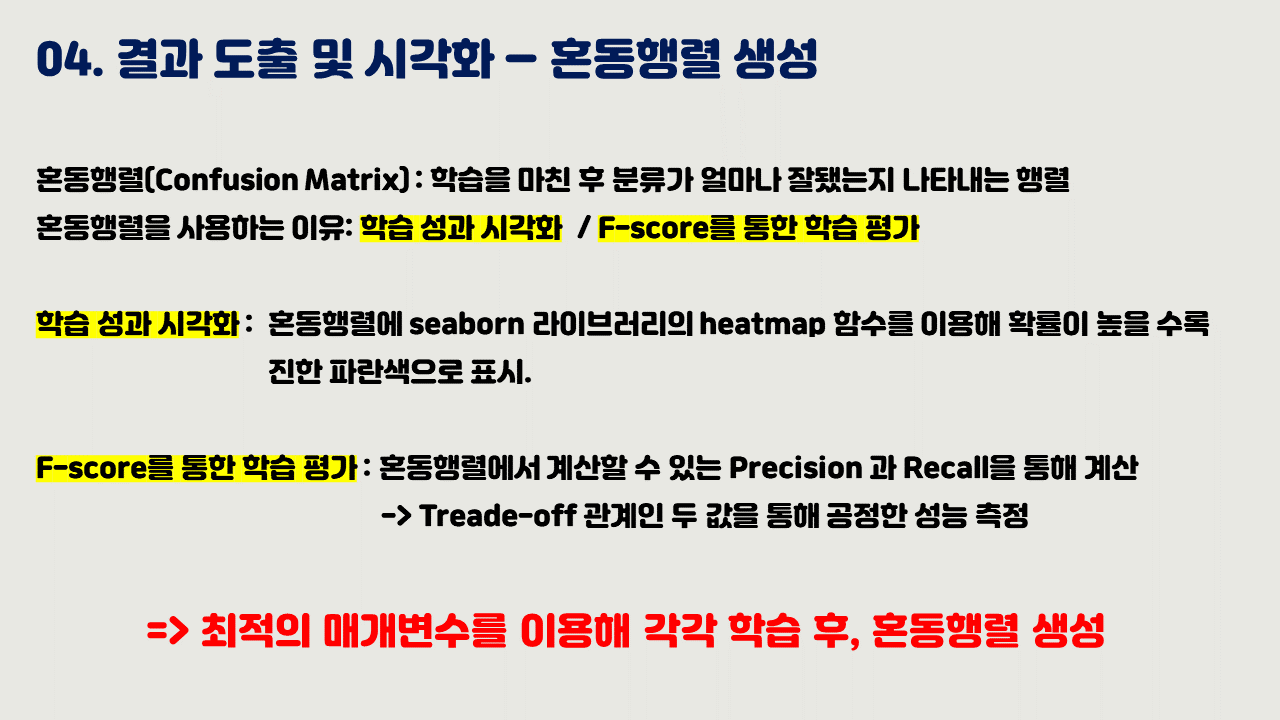 04. 결과 도출 및 시각화 – 혼동행렬 생성
혼동행렬(Confusion Matrix) : 학습을 마친 후 분류가 얼마나 잘됐는지 나타내는 행렬
혼동행렬을 사용하는 이유: 학습 성과 시각화 / F-score를 통한 학습 평가
학습 성과 시각화 : 혼동행렬에 seaborn 라이브러리의 heatmap 함수를 이용해 확률이 높을 수록
진한 파란색으로 표시.
F-score를 통한 학습 평가 : 혼동행렬에서 계산할 수 있는 Precision 과 Recall을 통해 계산
-> Treade-off 관계인 두 값을 통해 공정한 성능 측정
=> 최적의 매개변수를 이용해 각각 학습 후, 혼동행렬 생성